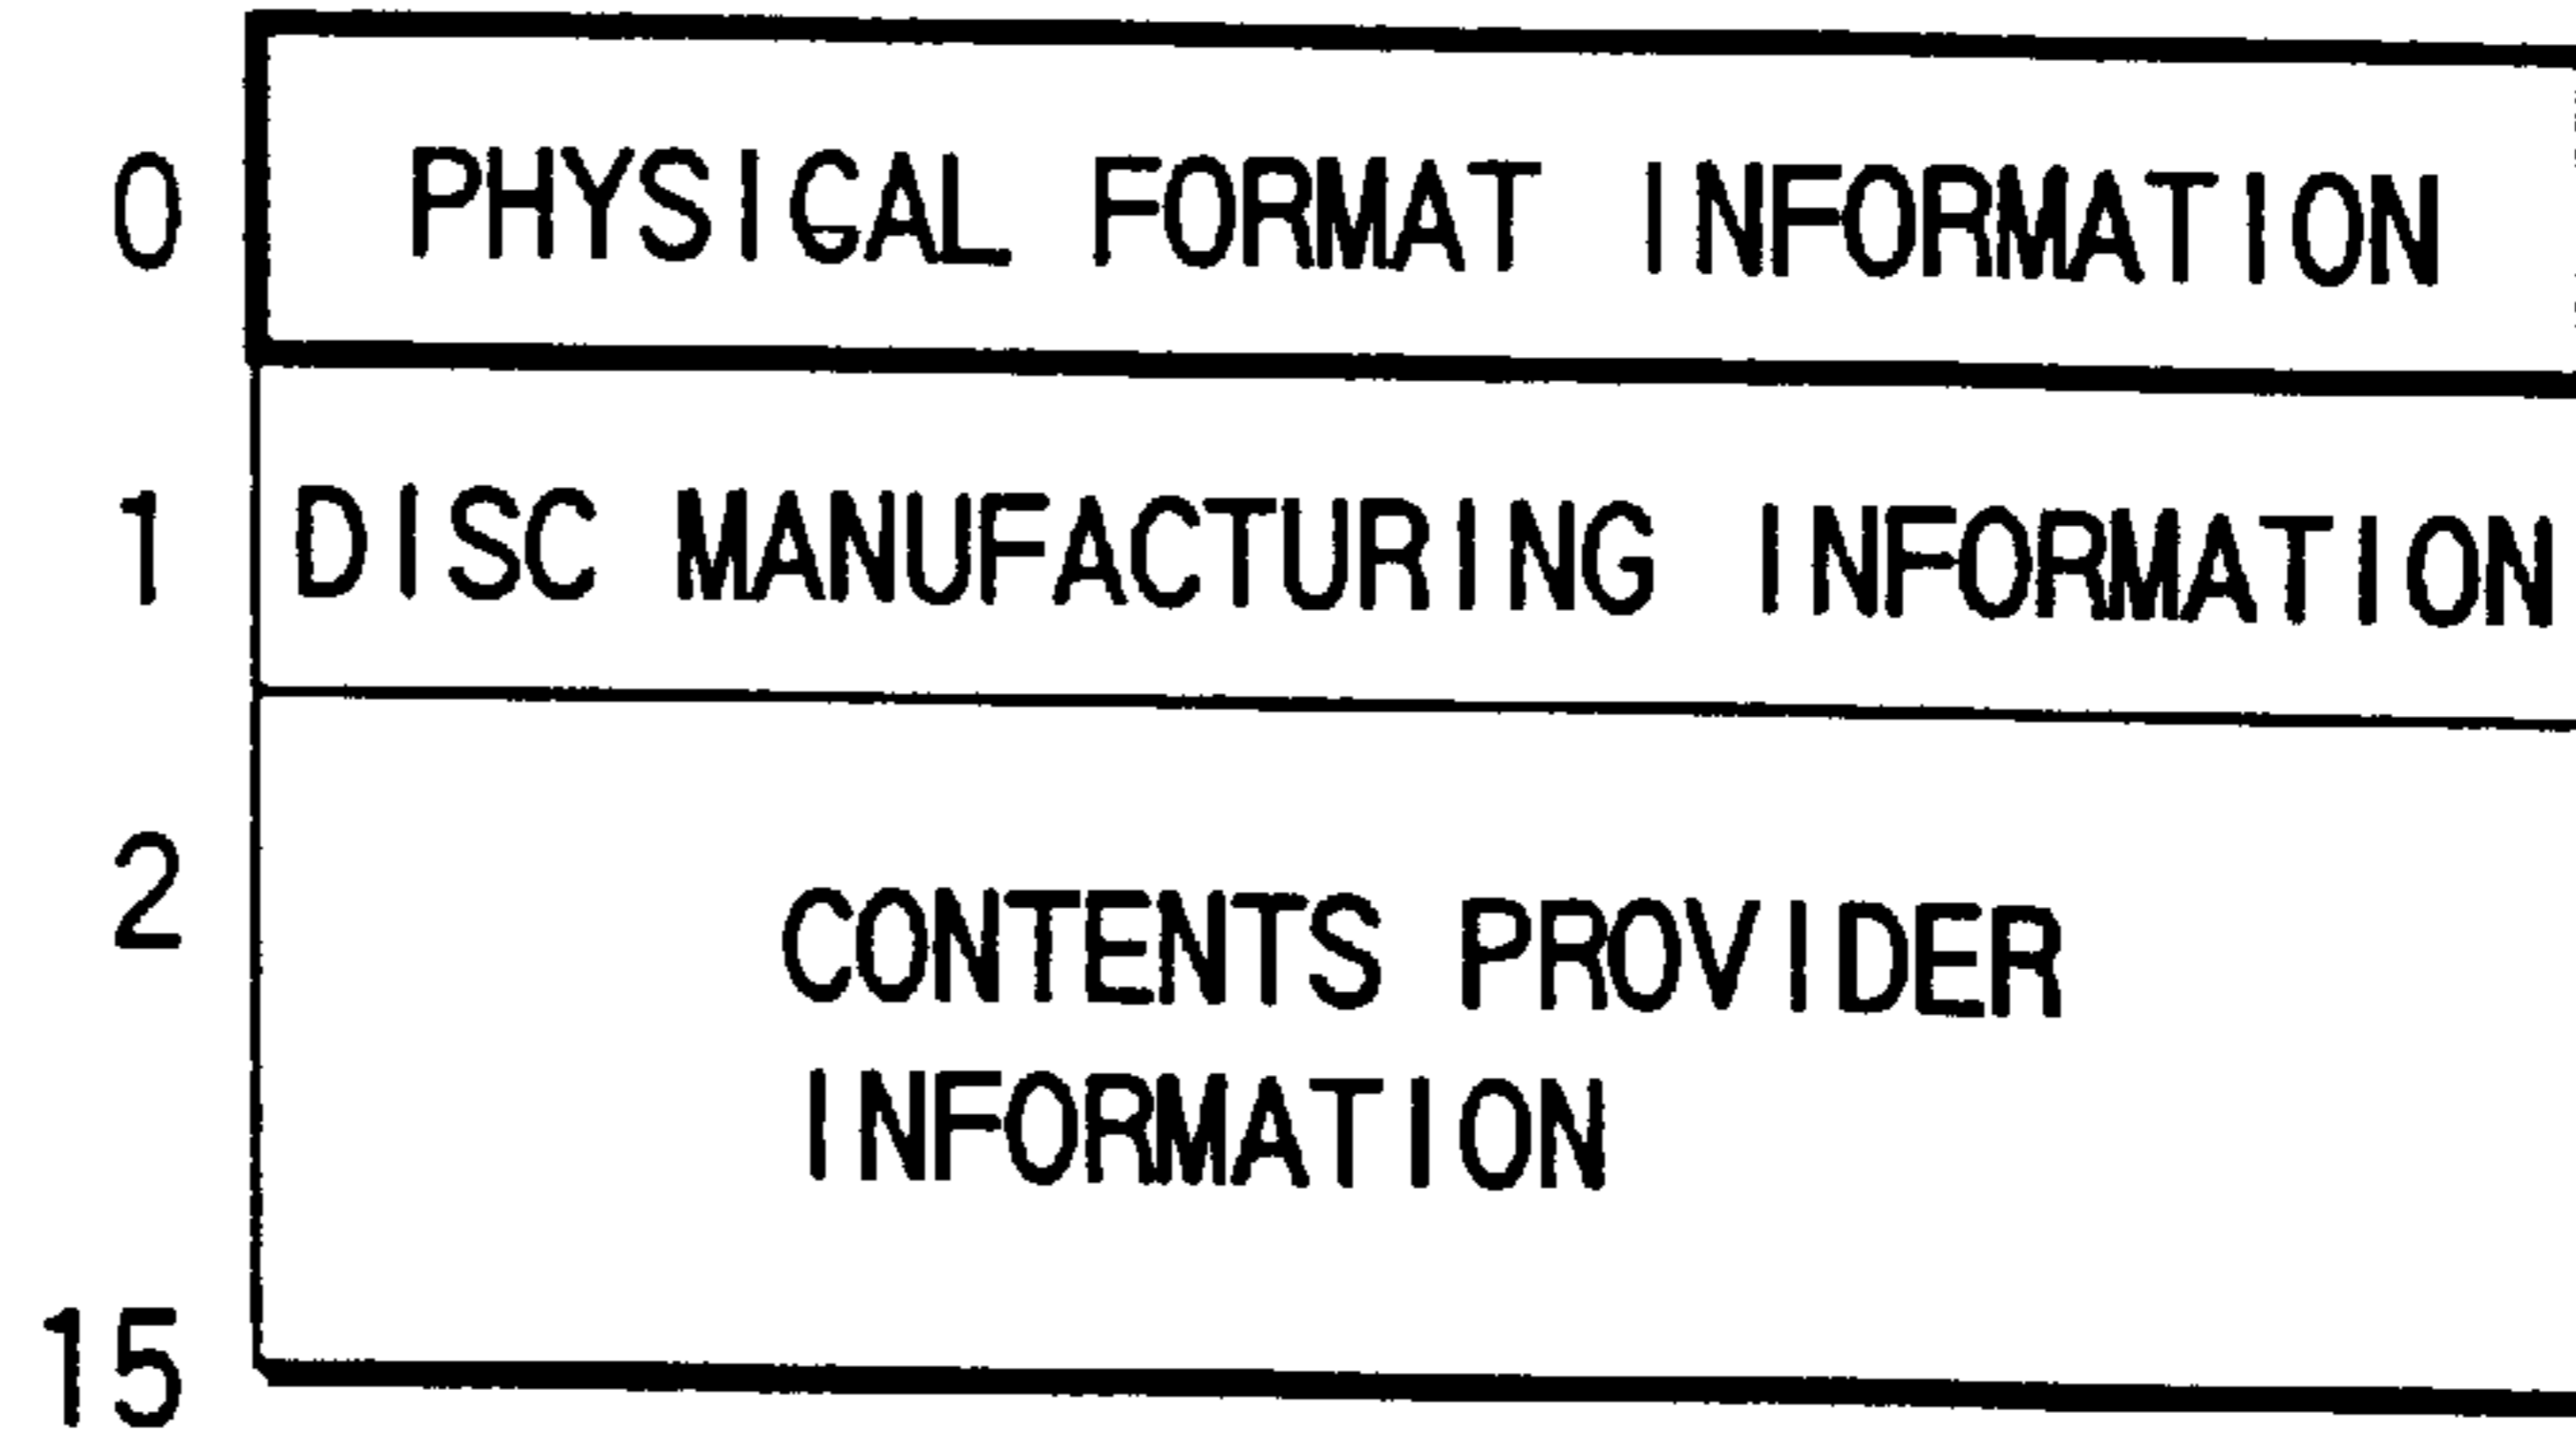 0 PHYSICAL FORMAT INFORMATION
1 DISC MANUFACTURING INFORMATION
2 CONTENTS PROVIDER
INFORMATION
15